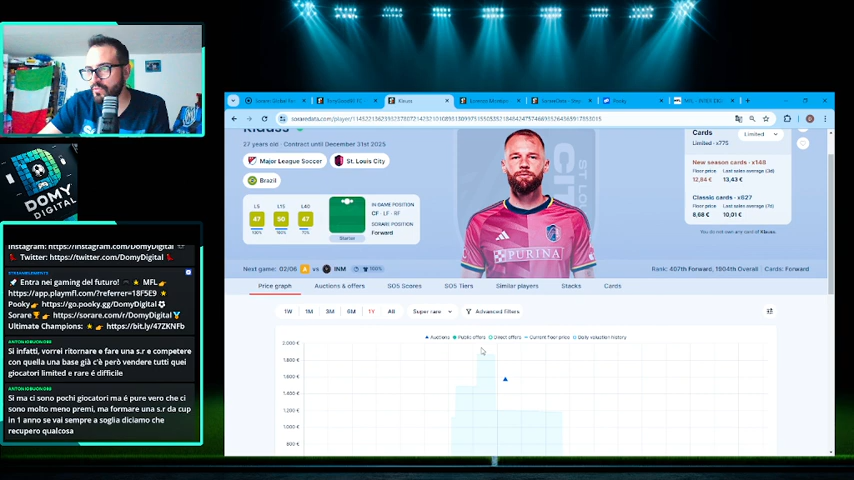 DOMY
DIGITAL
Instagram: https://instagram.com/DomyDigital
Twitter: https://twitter.com/DomyDigital
STREAMELEMENTS
Entra nel gaming del futuro! MFL
https://app.playmfl.com/?referrer=18F5E9
Pooky https://go.pooky.gg/DomyDigital
Sorare https://sorare.com/r/DomyDigital
Ultimate Champions: https://bit.ly/47ZKNFb
ANTONIOBUONO88
Si infatti, vorrei ritornare e fare una s.r e competere
con quella una base già c'è però vendere tutti quei
giocatori limited e rare é difficile
ANTONIOBUONO88
Si ma ci sono pochi giocatori ma é pure vero che ci
sono molto meno premi, ma formare una s.r da cup
in 1 anno se vai sempre a soglia diciamo che
recupero qualcosa
Klauss
27 years old · Contract until December 31st 2025
Major League Soccer
St. Louis City
Brazil
L5 L15 L40
47 50 47
Starter
IN GAME POSITION
CF · LF · RF
SORARE POSITION
Forward
Next game: 02/06 A vs INM 100%
PURINA
Cards
Limited · x775
Limited
New season cards · x148
Floor price
Last sales average (3d)
12,84 €
13,43 €
Classic cards · x627
Floor price
Last sales average (7d)
8,68 €
10,01 €
You do not own any card of Klauss.
Rank: 407th Forward, 1904th Overall
Cards: Forward
Price graph
Auctions & offers
SO5 Scores
SO5 Tiers
Similar players
Stacks
Cards
1W 1M 3M 6M 1Y All
Super rare
Advanced filters
Auctions
Public offers
Direct offers
Current floor price
Daily valuation history
2.000 €
1.800 €
1.600 €
1.400 €
1.200 €
1.000 €
800 €